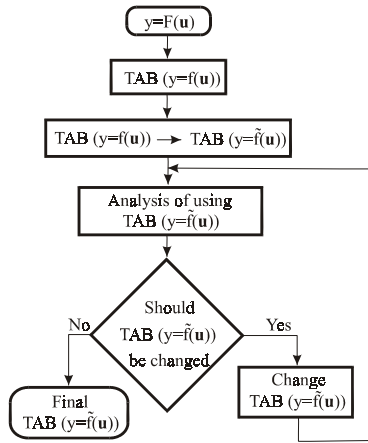 y=F(u)
TAB (y=f(u))
TAB (y=f(u)) → TAB (y=f̃(u))
Analysis of using
TAB (y=f̃(u))
Should
TAB (y=f̃(u))
be changed
No
Yes
Final
TAB (y=f̃(u))
Change
TAB (y=f̃(u))